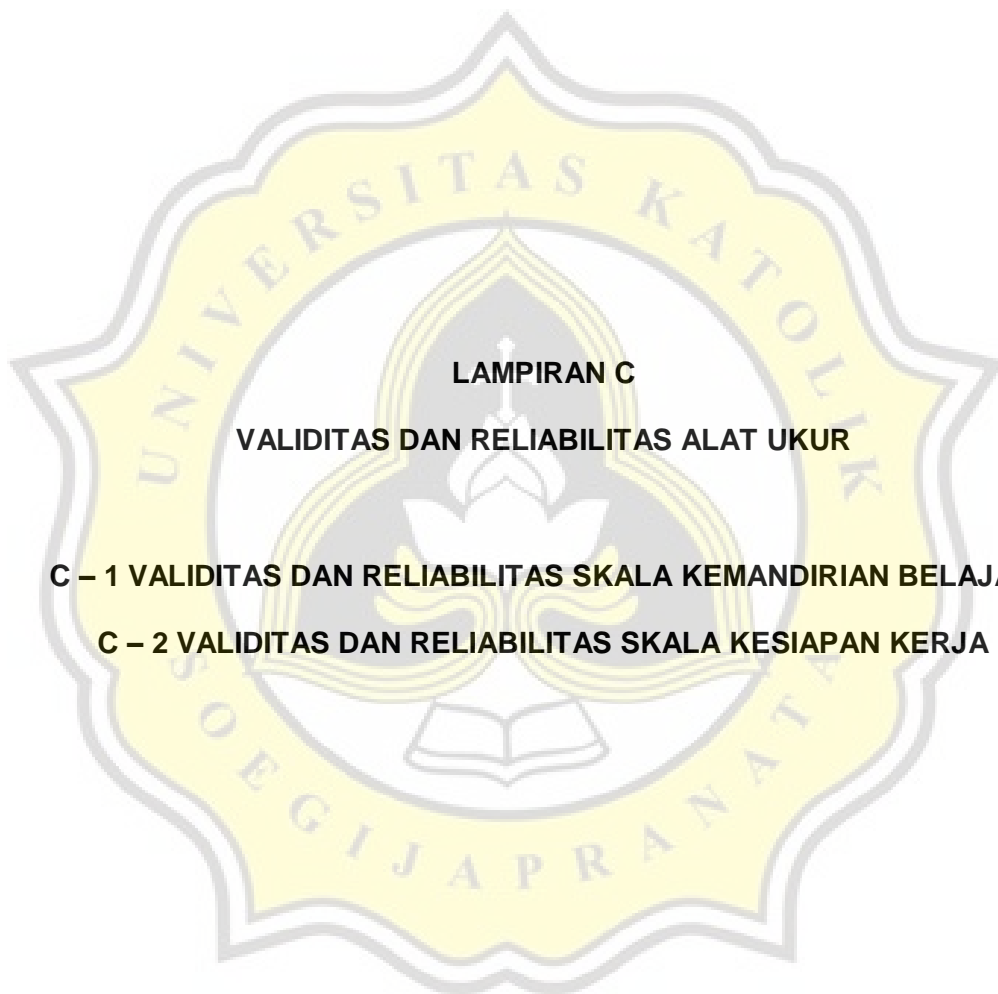 UNIVERSITAS KATOLIK
LAMPIRAN C
VALIDITAS DAN RELIABILITAS ALAT UKUR
C – 1 VALIDITAS DAN RELIABILITAS SKALA KEMANDIRIAN BELAJA
C – 2 VALIDITAS DAN RELIABILITAS SKALA KESIAPAN KERJA
SOEGIJAPRANATA